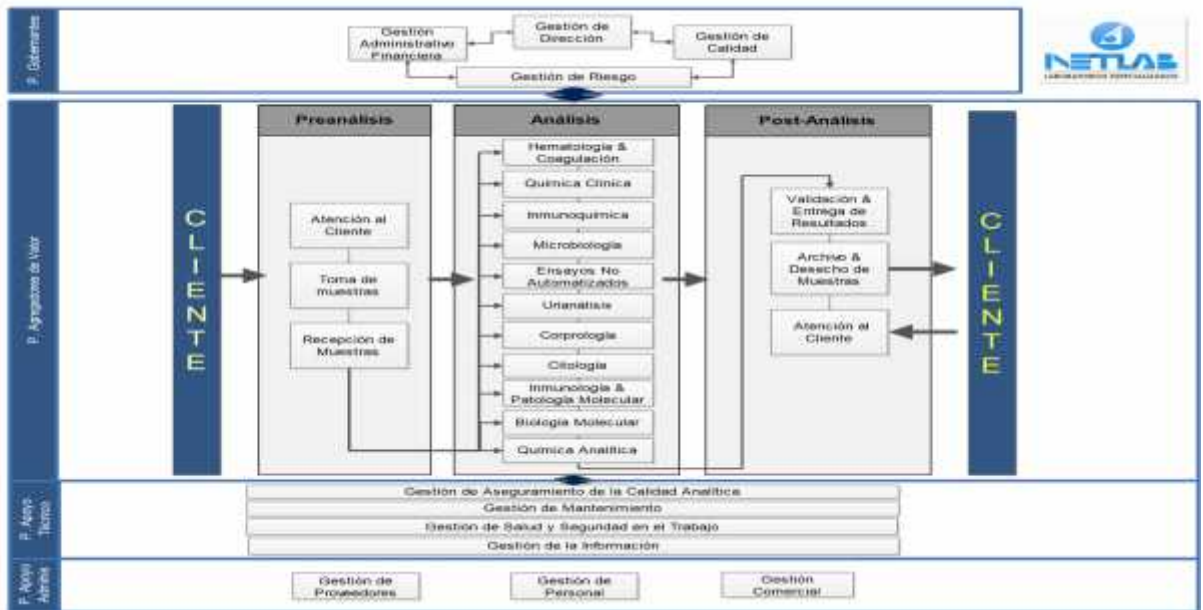 P. Gobernantes
Gestión
Administrativo
Financiera
Gestión de
Dirección
Gestión de
Calidad
Gestión de Riesgo
NETLAB
LABORATORIOS ESPECIALIZADOS
P. Agregadores de Valor
CLIENTE
Preanálisis
Atención al
Cliente
Toma de
muestras
Recepción de
Muestras
Análisis
Hematología &
Coagulación
Química Clínica
Inmunoquímica
Microbiología
Ensayos No
Automatizados
Urianálisis
Corprología
Citología
Inmunología &
Patología Molecular
Biología Molecular
Química Analítica
Post-Análisis
Validación &
Entrega de
Resultados
Archivo &
Desecho de
Muestras
Atención al
Cliente
CLIENTE
P. Apoyo
Técnico
Gestión de Aseguramiento de la Calidad Analítica
Gestión de Mantenimiento
Gestión de Salud y Seguridad en el Trabajo
Gestión de la Información
P. Apoyo
Gestión de
Proveedores
Gestión de
Personal
Gestión
Comercial